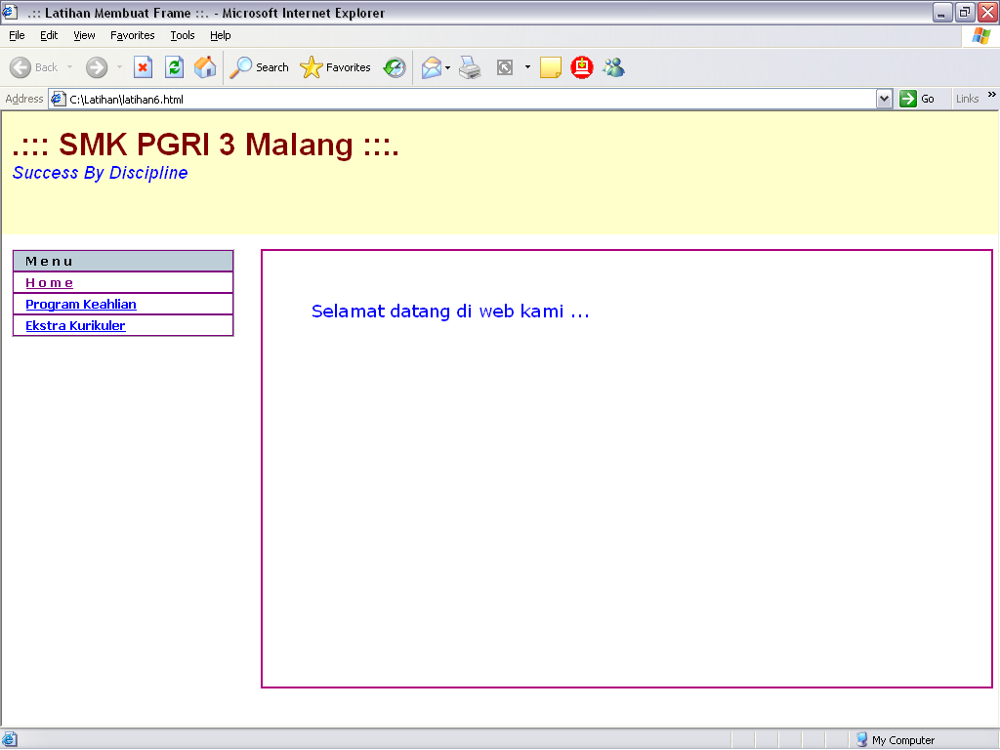 .::: Latihan Membuat Frame ::. - Microsoft Internet Explorer
File Edit View Favorites Tools Help
Back Search Favorites
Address C:\Latihan\latihan6.html Go Links »
.::: SMK PGRI 3 Malang :::.
Success By Discipline
M e n u
H o m e
Program Keahlian
Ekstra Kurikuler
Selamat datang di web kami ...
My Computer